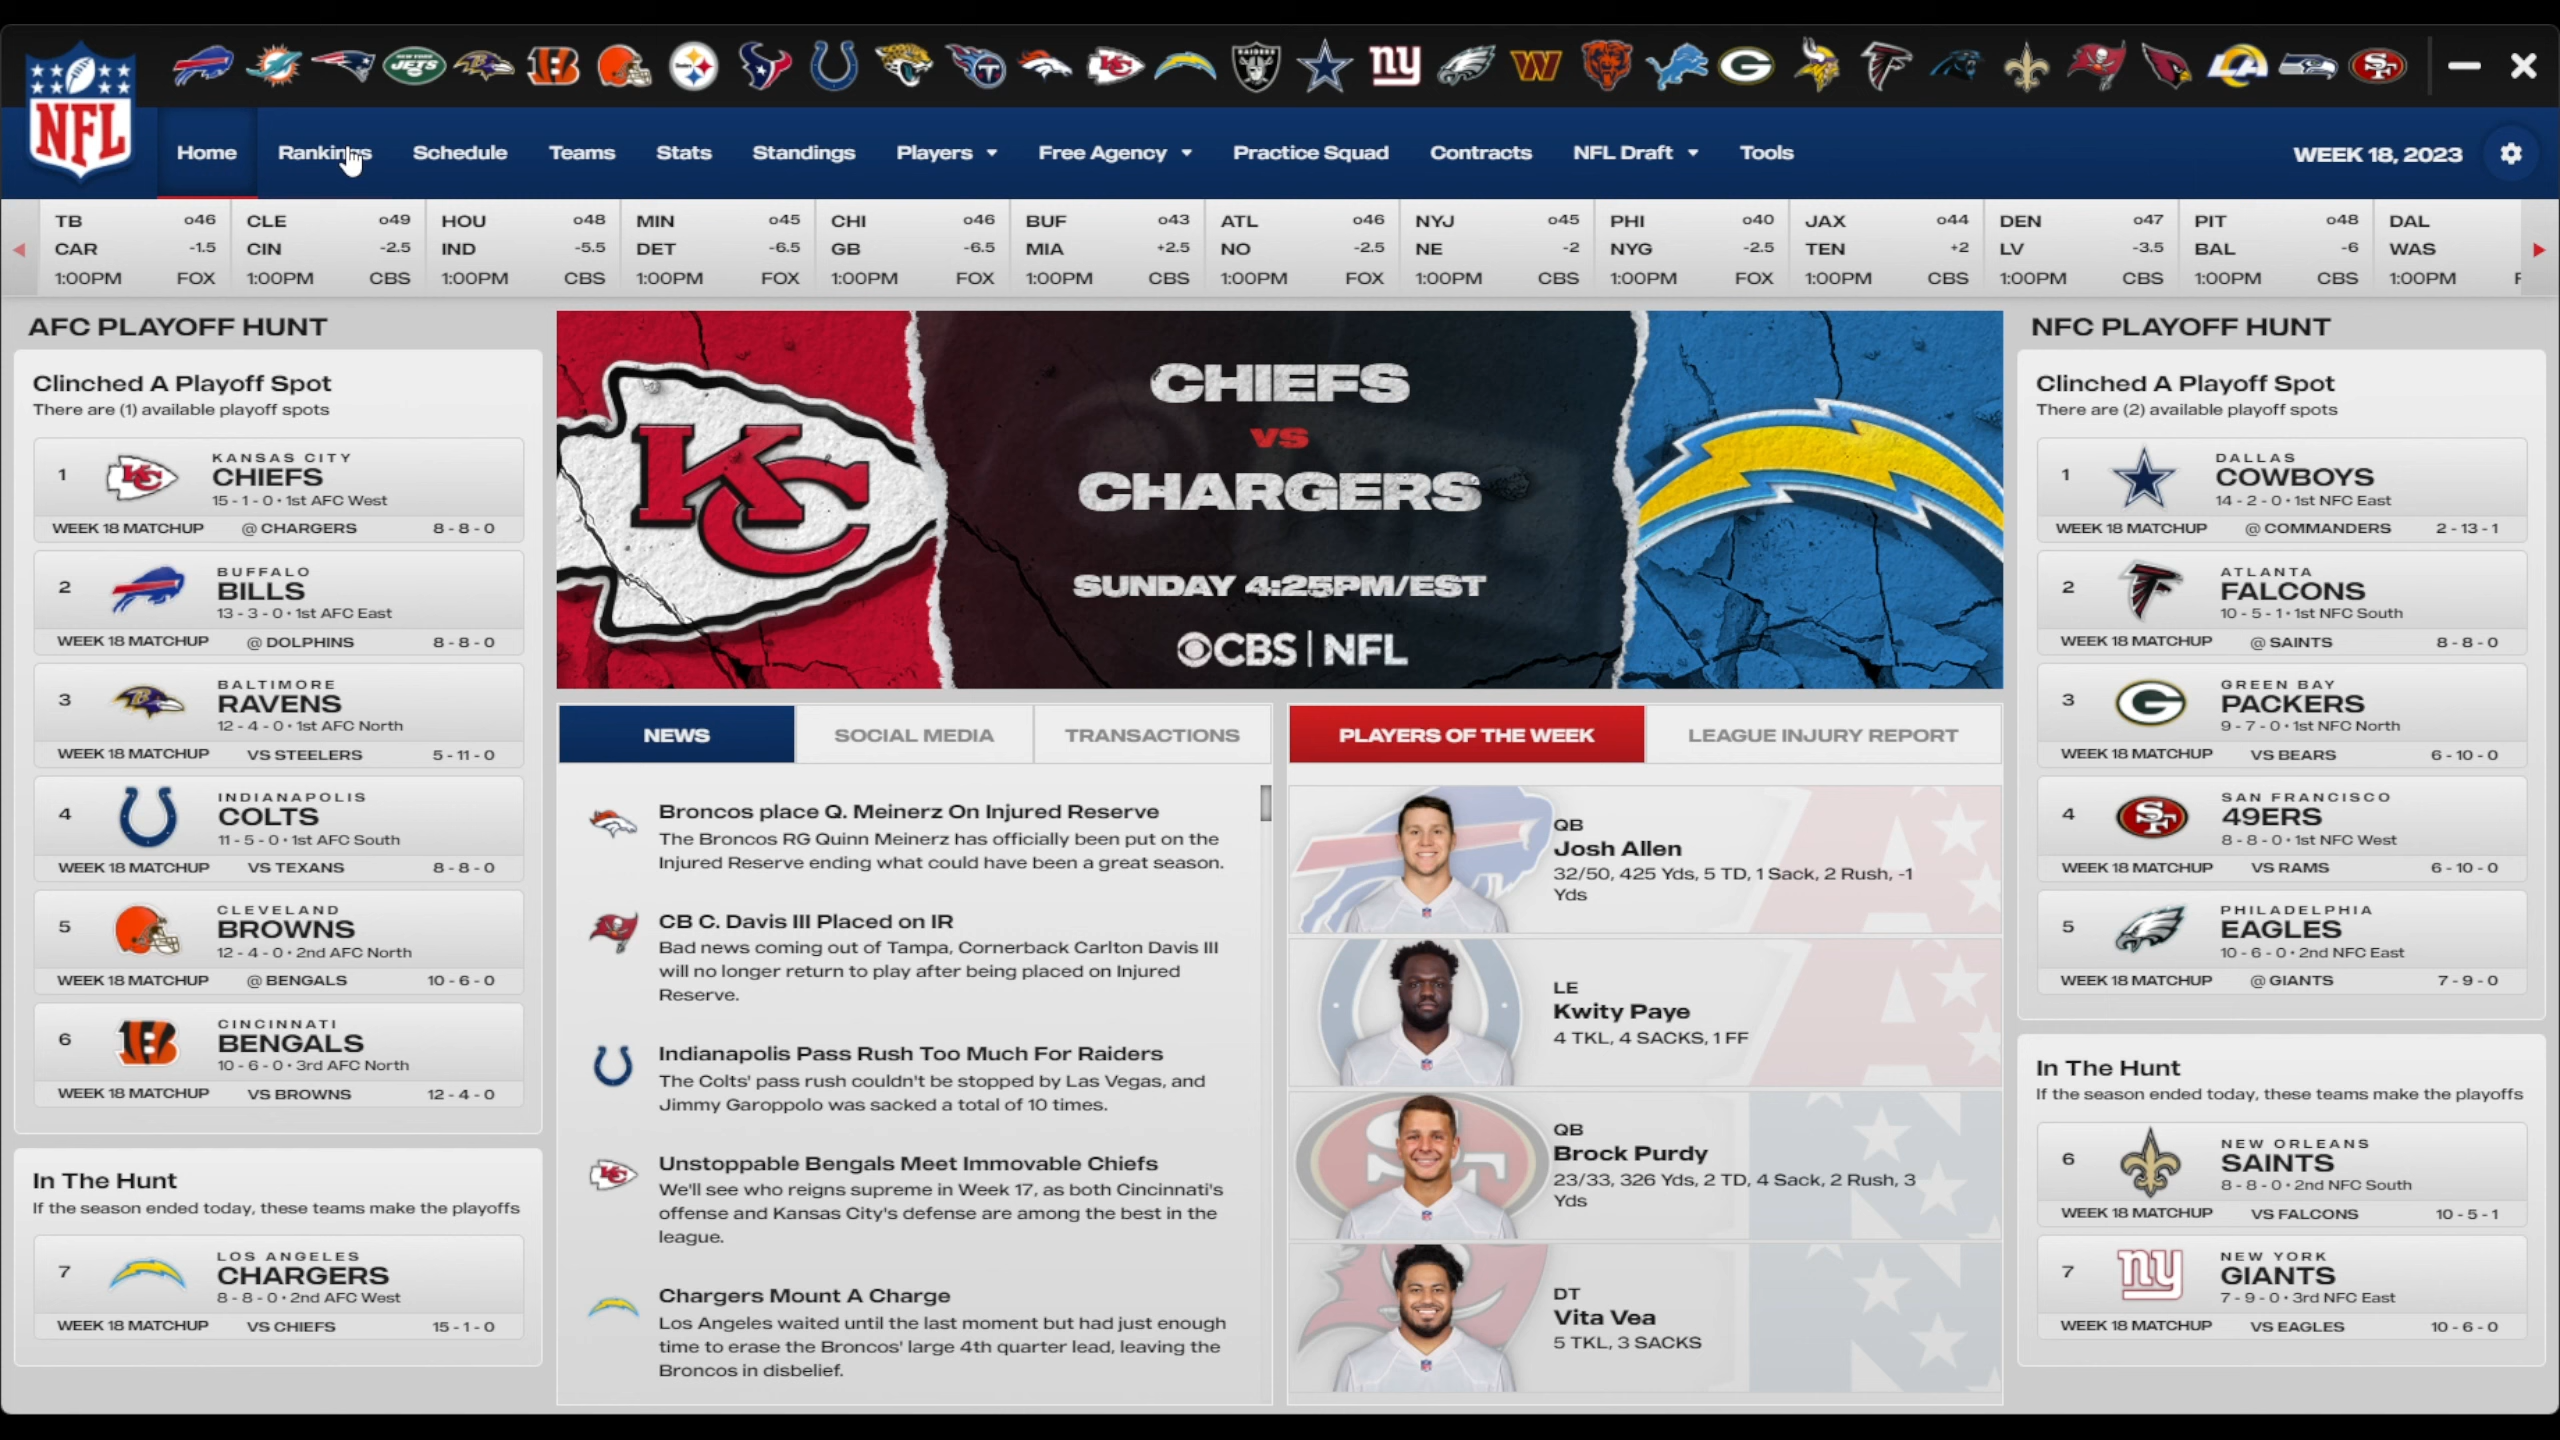 NFL
Home Rankings Schedule Teams Stats Standings Players Free Agency Practice Squad Contracts NFL Draft Tools WEEK 18, 2023
TB o46 CLE o49 HOU o48 MIN o45 CHI o46 BUF o43 ATL o46 NYJ o45 PHI o40 JAX o44 DEN o47 PIT o48 DAL
CAR -1.5 CIN -2.5 IND -5.5 DET -6.5 GB -6.5 MIA +2.5 NO -2.5 NE -2 NYG -2.5 TEN +2 LV -3.5 BAL -6 WAS
1:00PM FOX 1:00PM CBS 1:00PM CBS 1:00PM FOX 1:00PM FOX 1:00PM CBS 1:00PM FOX 1:00PM CBS 1:00PM FOX 1:00PM CBS 1:00PM CBS 1:00PM CBS 1:00PM
AFC PLAYOFF HUNT
Clinched A Playoff Spot
There are (1) available playoff spots
1 KANSAS CITY
CHIEFS
15 - 1 - 0 • 1st AFC West
WEEK 18 MATCHUP @ CHARGERS 8 - 8 - 0
2 BUFFALO
BILLS
13 - 3 - 0 • 1st AFC East
WEEK 18 MATCHUP @ DOLPHINS 8 - 8 - 0
3 BALTIMORE
RAVENS
12 - 4 - 0 • 1st AFC North
WEEK 18 MATCHUP VS STEELERS 5 - 11 - 0
4 INDIANAPOLIS
COLTS
11 - 5 - 0 • 1st AFC South
WEEK 18 MATCHUP VS TEXANS 8 - 8 - 0
5 CLEVELAND
BROWNS
12 - 4 - 0 • 2nd AFC North
WEEK 18 MATCHUP @ BENGALS 10 - 6 - 0
6 CINCINNATI
BENGALS
10 - 6 - 0 • 3rd AFC North
WEEK 18 MATCHUP VS BROWNS 12 - 4 - 0
In The Hunt
If the season ended today, these teams make the playoffs
7 LOS ANGELES
CHARGERS
8 - 8 - 0 • 2nd AFC West
WEEK 18 MATCHUP VS CHIEFS 15 - 1 - 0
CHIEFS
VS
CHARGERS
SUNDAY 4:25PM/EST
CBS | NFL
NEWS SOCIAL MEDIA TRANSACTIONS
Broncos place Q. Meinerz On Injured Reserve
The Broncos RG Quinn Meinerz has officially been put on the
Injured Reserve ending what could have been a great season.
CB C. Davis III Placed on IR
Bad news coming out of Tampa, Cornerback Carlton Davis III
will no longer return to play after being placed on Injured
Reserve.
Indianapolis Pass Rush Too Much For Raiders
The Colts' pass rush couldn't be stopped by Las Vegas, and
Jimmy Garoppolo was sacked a total of 10 times.
Unstoppable Bengals Meet Immovable Chiefs
We'll see who reigns supreme in Week 17, as both Cincinnati's
offense and Kansas City's defense are among the best in the
league.
Chargers Mount A Charge
Los Angeles waited until the last moment but had just enough
time to erase the Broncos' large 4th quarter lead, leaving the
Broncos in disbelief.
PLAYERS OF THE WEEK LEAGUE INJURY REPORT
QB
Josh Allen
32/50, 425 Yds, 5 TD, 1 Sack, 2 Rush, -1
Yds
LE
Kwity Paye
4 TKL, 4 SACKS, 1 FF
QB
Brock Purdy
23/33, 326 Yds, 2 TD, 4 Sack, 2 Rush, 3
Yds
DT
Vita Vea
5 TKL, 3 SACKS
NFC PLAYOFF HUNT
Clinched A Playoff Spot
There are (2) available playoff spots
1 DALLAS
COWBOYS
14 - 2 - 0 • 1st NFC East
WEEK 18 MATCHUP @ COMMANDERS 2 - 13 - 1
2 ATLANTA
FALCONS
10 - 5 - 1 • 1st NFC South
WEEK 18 MATCHUP @ SAINTS 8 - 8 - 0
3 GREEN BAY
PACKERS
9 - 7 - 0 • 1st NFC North
WEEK 18 MATCHUP VS BEARS 6 - 10 - 0
4 SAN FRANCISCO
49ERS
8 - 8 - 0 • 1st NFC West
WEEK 18 MATCHUP VS RAMS 6 - 10 - 0
5 PHILADELPHIA
EAGLES
10 - 6 - 0 • 2nd NFC East
WEEK 18 MATCHUP @ GIANTS 7 - 9 - 0
In The Hunt
If the season ended today, these teams make the playoffs
6 NEW ORLEANS
SAINTS
8 - 8 - 0 • 2nd NFC South
WEEK 18 MATCHUP VS FALCONS 10 - 5 - 1
7 NEW YORK
GIANTS
7 - 9 - 0 • 3rd NFC East
WEEK 18 MATCHUP VS EAGLES 10 - 6 - 0